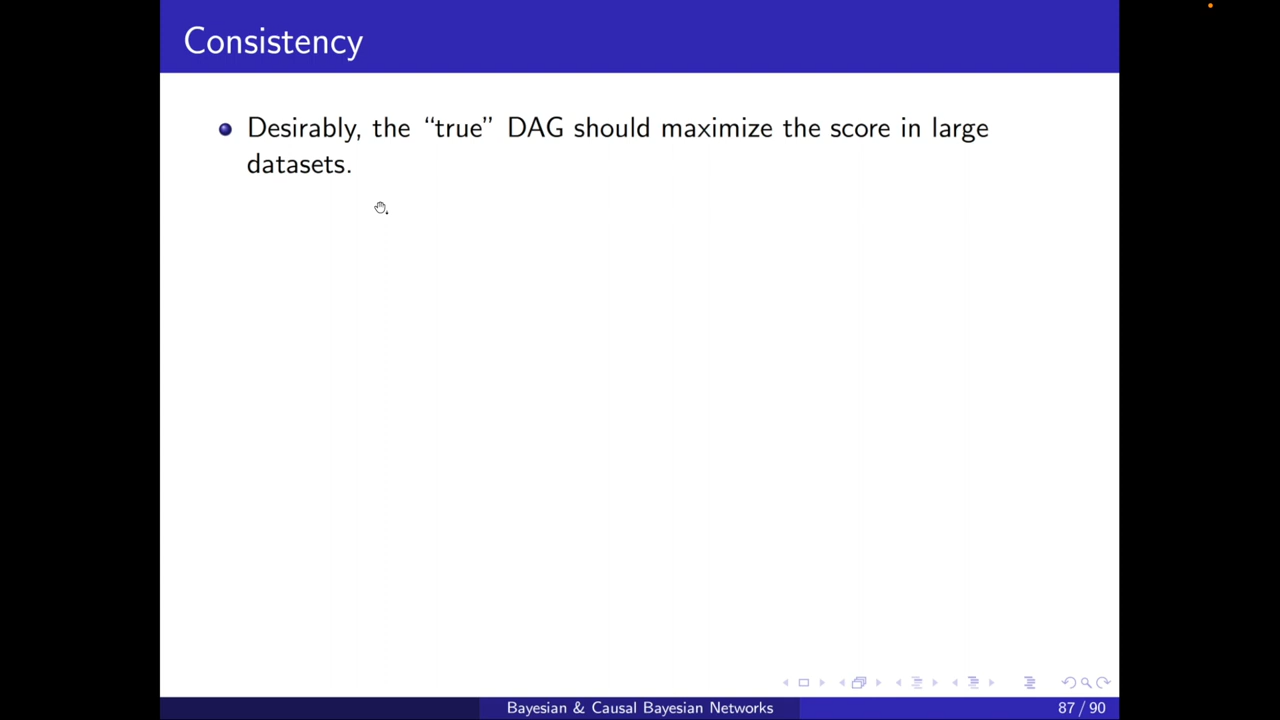 Consistency
Desirably, the “true” DAG should maximize the score in large
datasets.
Bayesian & Causal Bayesian Networks
87 / 90